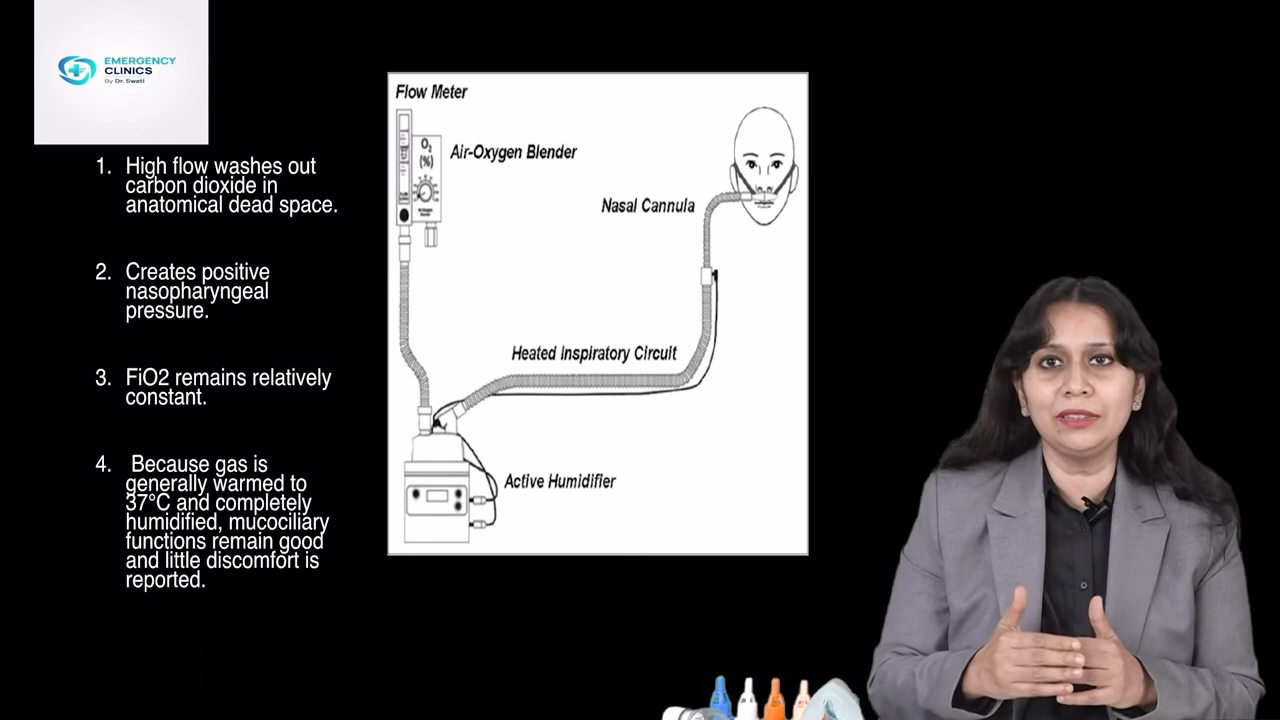 EMERGENCY
CLINICS
By Dr. Swati
1. High flow washes out
carbon dioxide in
anatomical dead space.
2. Creates positive
nasopharyngeal
pressure.
3. FiO2 remains relatively
constant.
4. Because gas is
generally warmed to
37°C and completely
humidified, mucociliary
functions remain good
and little discomfort is
reported.
Flow Meter
O2
(%)
Air-Oxygen Blender
Nasal Cannula
Heated Inspiratory Circuit
Active Humidifier